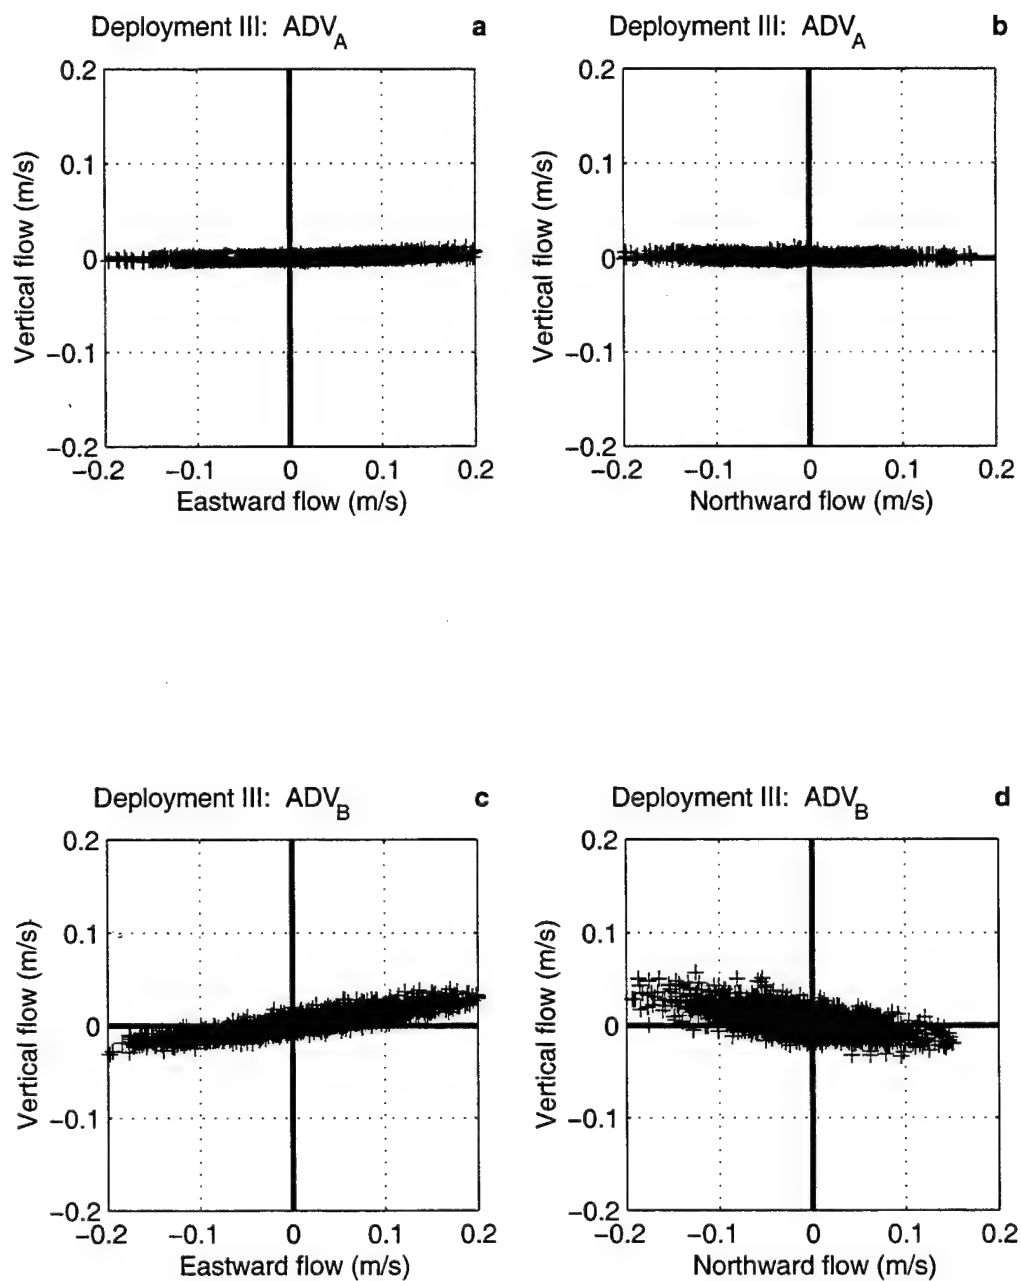 Deployment III: ADV_A a
0.2
0.1
0
−0.1
−0.2
Vertical flow (m/s)
−0.2 −0.1 0 0.1 0.2
Eastward flow (m/s)
Deployment III: ADV_A b
0.2
0.1
0
−0.1
−0.2
Vertical flow (m/s)
−0.2 −0.1 0 0.1 0.2
Northward flow (m/s)
Deployment III: ADV_B c
0.2
0.1
0
−0.1
−0.2
Vertical flow (m/s)
−0.2 −0.1 0 0.1 0.2
Eastward flow (m/s)
Deployment III: ADV_B d
0.2
0.1
0
−0.1
−0.2
Vertical flow (m/s)
−0.2 −0.1 0 0.1 0.2
Northward flow (m/s)